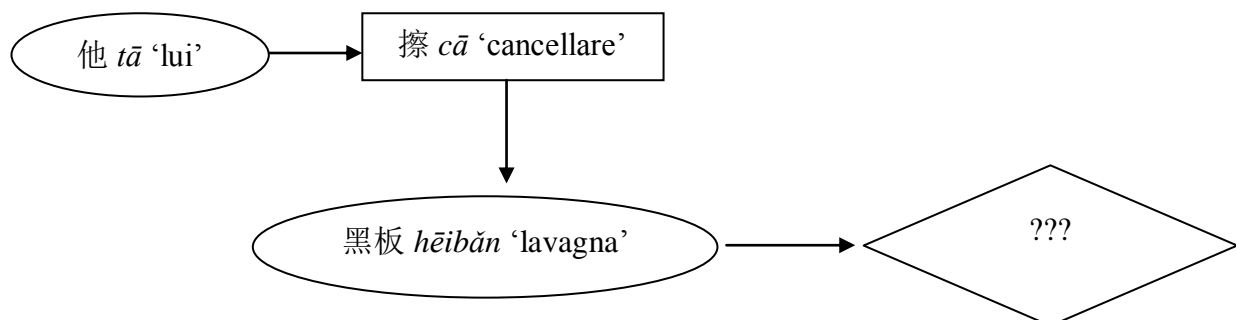 他 tā ‘lui’
擦 cā ‘cancellare’
黑板 hēibǎn ‘lavagna’
???